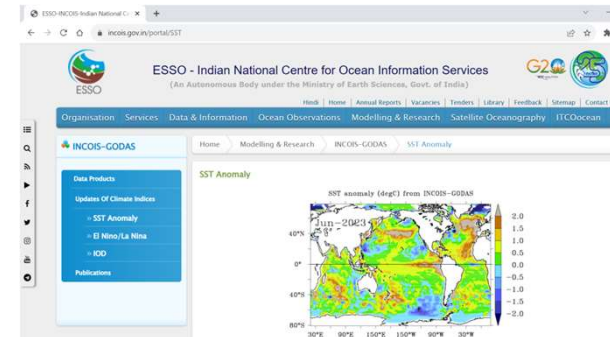 ESSO-INCOIS-Indian National C
incois.gov.in/portal/SST
ESSO
ESSO - Indian National Centre for Ocean Information Services
(An Autonomous Body under the Ministry of Earth Sciences, Govt. of India)
G20
25
Hindi | Home | Annual Reports | Vacancies | Tenders | Library | Feedback | Sitemap | Contact
Organisation Services Data & Information Ocean Observations Modelling & Research Satellite Oceanography ITCOocean
INCOIS-GODAS
Home Modelling & Research INCOIS-GODAS SST Anomaly
Data Products
Updates Of Climate Indices
» SST Anomaly
» El Nino/La Nina
» IOD
Publications
SST Anomaly
SST anomaly (degC) from INCOIS-GODAS
Jun-2023
40°N
0°
40°S
80°S
30°E 90°E 150°E 150°W 90°W 30°W
2.0
1.5
1.0
0.5
0.0
-0.5
-1.0
-1.5
-2.0